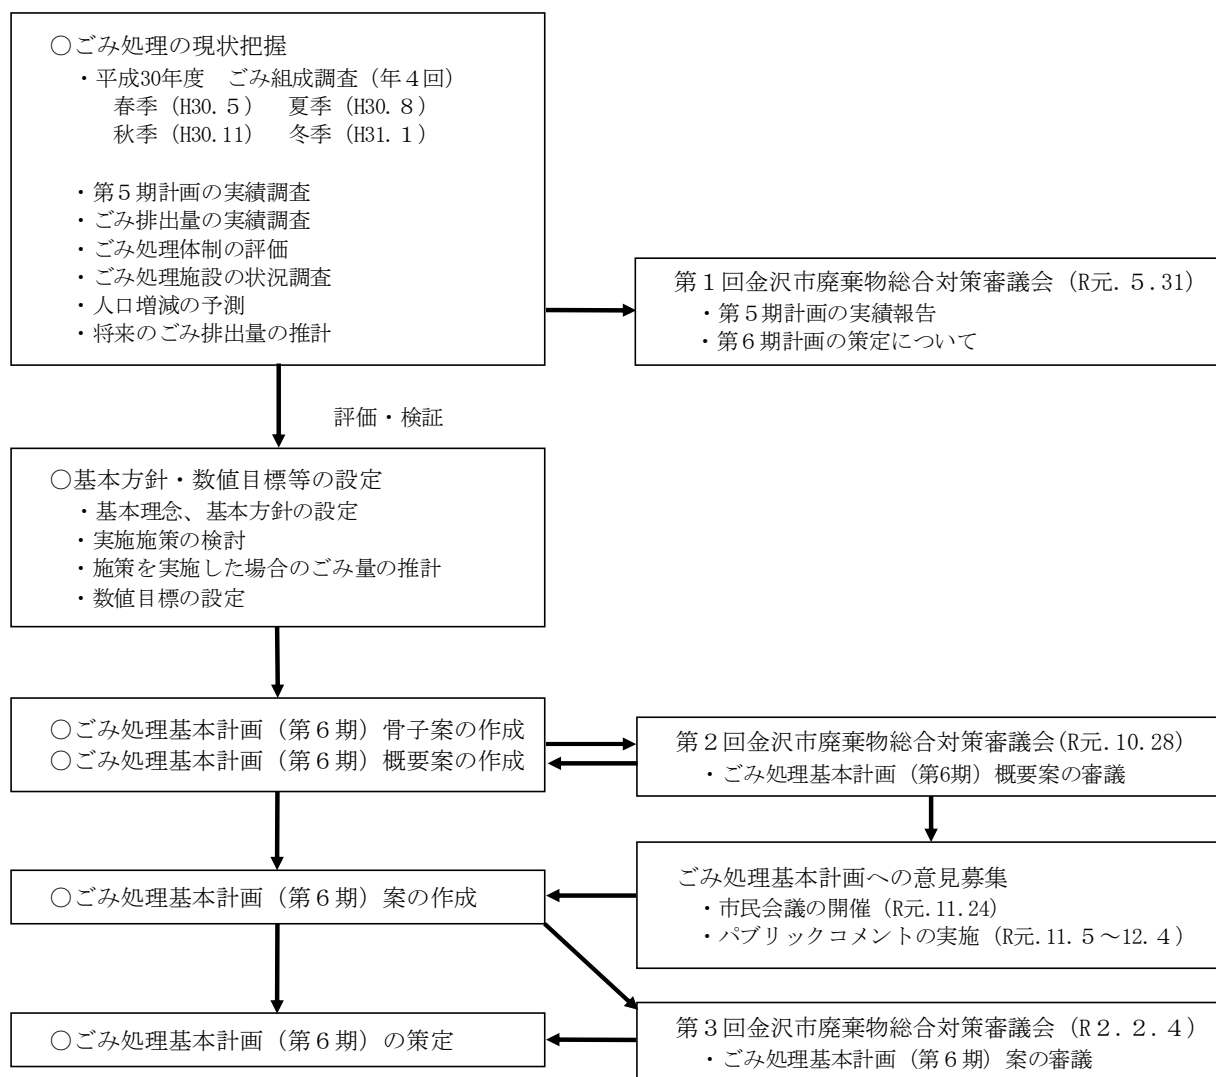 ○ごみ処理の現状把握
・平成30年度　ごみ組成調査（年４回）
春季（H30.５）　夏季（H30.８）
秋季（H30.11）　冬季（H31.１）
・第５期計画の実績調査
・ごみ排出量の実績調査
・ごみ処理体制の評価
・ごみ処理施設の状況調査
・人口増減の予測
・将来のごみ排出量の推計
第１回金沢市廃棄物総合対策審議会（R元.５.31）
・第５期計画の実績報告
・第６期計画の策定について
評価・検証
○基本方針・数値目標等の設定
・基本理念、基本方針の設定
・実施施策の検討
・施策を実施した場合のごみ量の推計
・数値目標の設定
○ごみ処理基本計画（第６期）骨子案の作成
○ごみ処理基本計画（第６期）概要案の作成
第２回金沢市廃棄物総合対策審議会(R元.10.28)
・ごみ処理基本計画（第6期）概要案の審議
ごみ処理基本計画への意見募集
・市民会議の開催（R元.11.24)
・パブリックコメントの実施（R元.11.５～12.４）
○ごみ処理基本計画（第６期）案の作成
○ごみ処理基本計画（第６期）の策定
第３回金沢市廃棄物総合対策審議会（R２.２.４）
・ごみ処理基本計画（第６期）案の審議